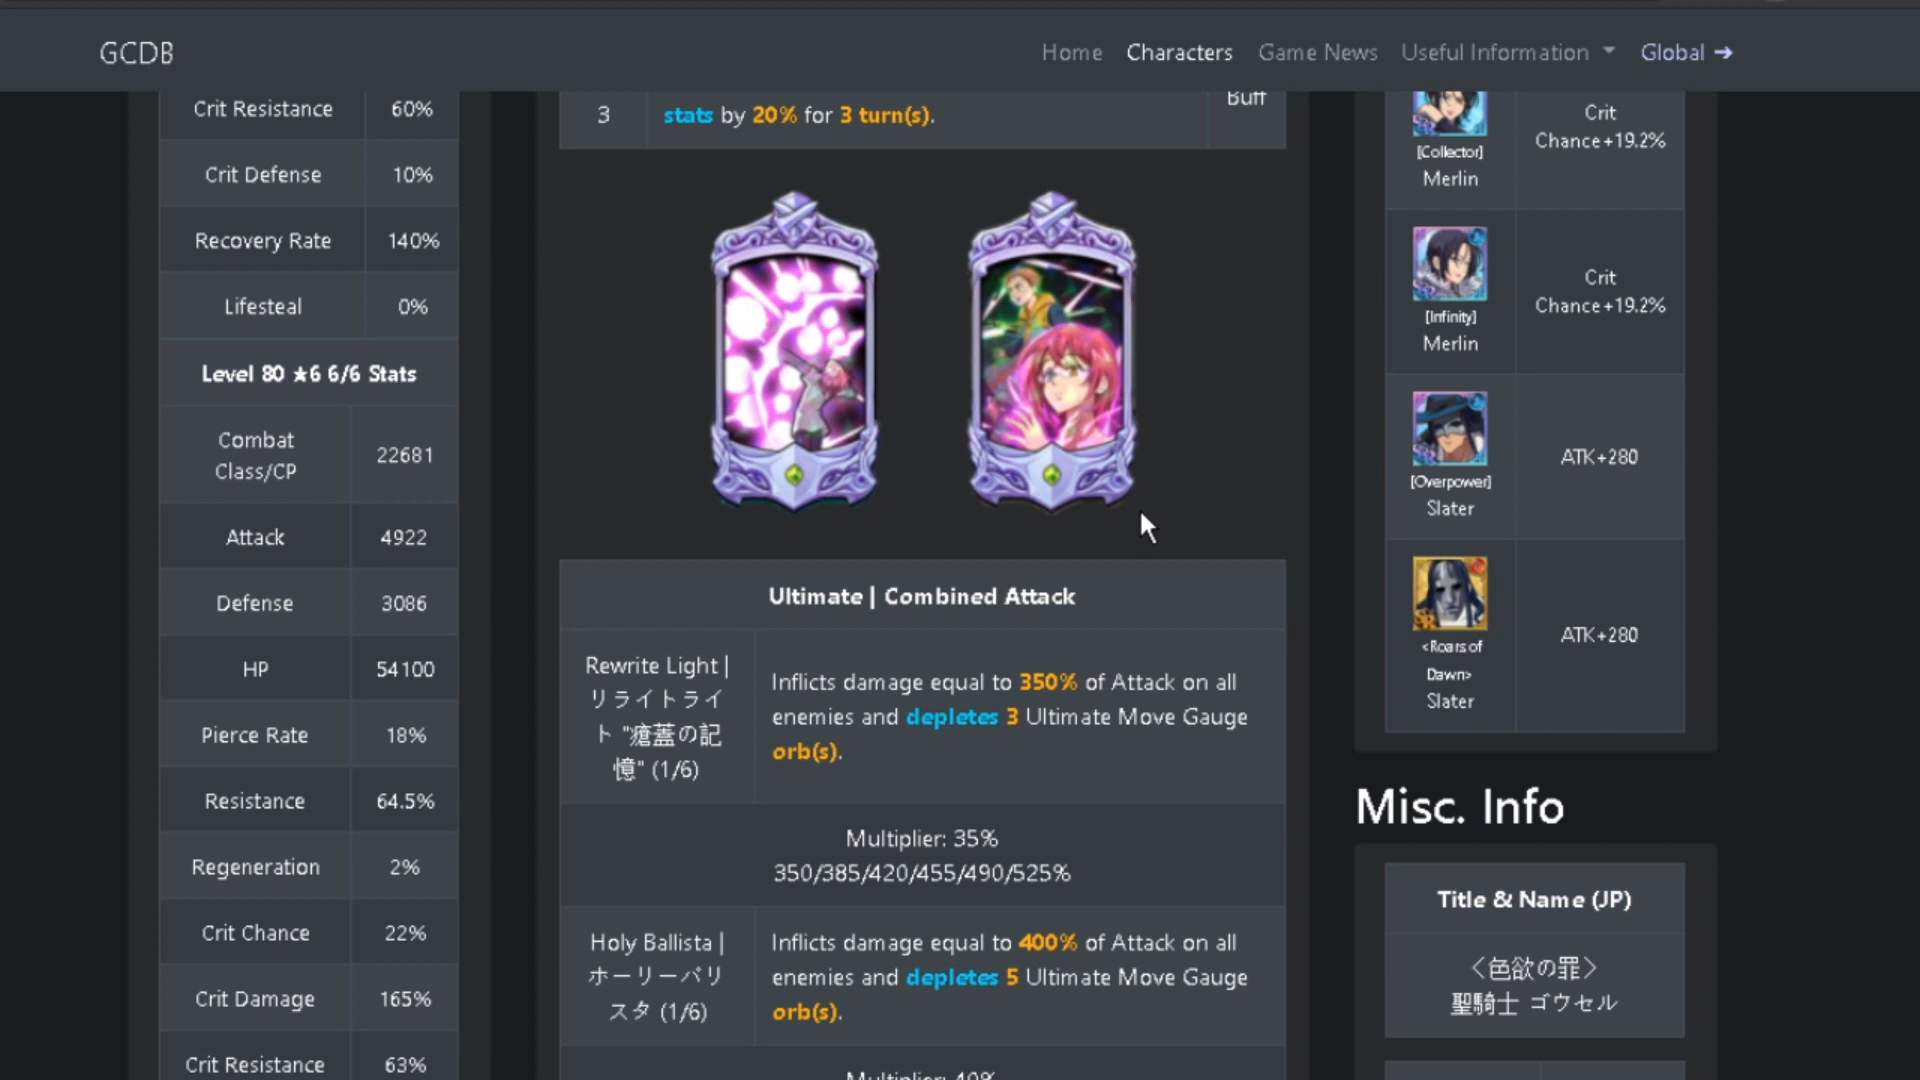 GCDB
Home
Characters
Game News
Useful Information
Global →
Crit Resistance
60%
Crit Defense
10%
Recovery Rate
140%
Lifesteal
0%
Level 80 ★6 6/6 Stats
Combat
Class/CP
22681
Attack
4922
Defense
3086
HP
54100
Pierce Rate
18%
Resistance
64.5%
Regeneration
2%
Crit Chance
22%
Crit Damage
165%
Crit Resistance
63%
3
stats by 20% for 3 turn(s).
Buff
Ultimate | Combined Attack
Rewrite Light |
リライトライ
ト "瘡蓋の記
憶" (1/6)
Inflicts damage equal to 350% of Attack on all
enemies and depletes 3 Ultimate Move Gauge
orb(s).
Multiplier: 35%
350/385/420/455/490/525%
Holy Ballista |
ホーリーバリ
スタ (1/6)
Inflicts damage equal to 400% of Attack on all
enemies and depletes 5 Ultimate Move Gauge
orb(s).
Multiplier: 40%
[Collector]
Merlin
Crit
Chance+19.2%
[Infinity]
Merlin
Crit
Chance+19.2%
[Overpower]
Slater
ATK+280
<Roars of
Dawn>
Slater
ATK+280
Misc. Info
Title & Name (JP)
〈色欲の罪〉
聖騎士 ゴウセル